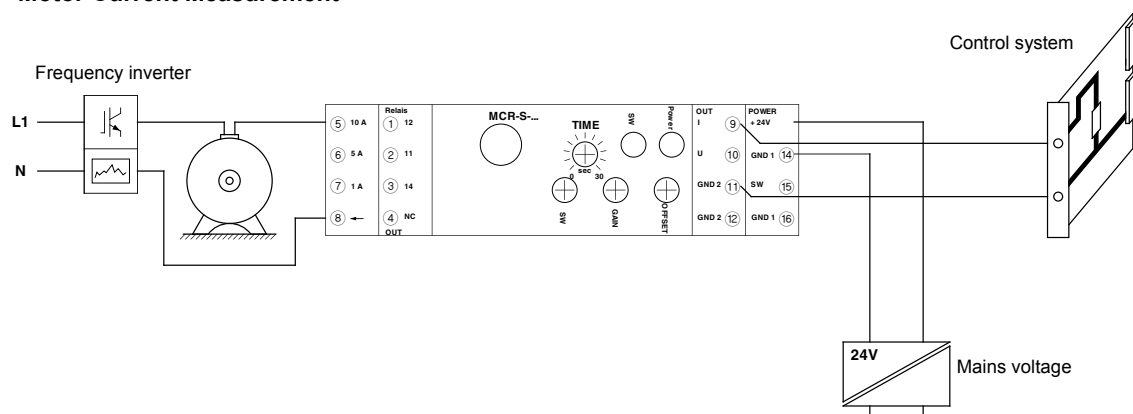 Motor Current Measurement
Control system
Frequency inverter
L1
N
5 10 A
6 5 A
7 1 A
8
Relais
1 12
2 11
3 14
4 NC
OUT
MCR-S-...
TIME
0 sec 30
SW
Power
SW
GAIN
OFFSET
OUT
I 9
U 10
GND 2 11
GND 2 12
POWER
+ 24V
GND 1 14
SW 15
GND 1 16
24V
Mains voltage